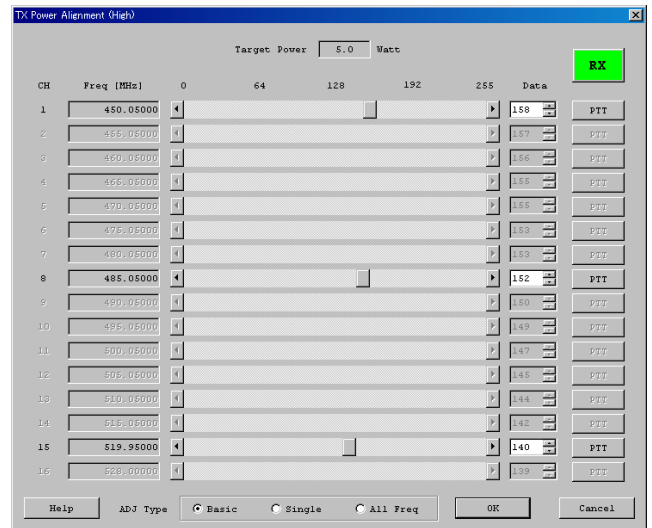 TX Power Alignment (High)
Target Power 5.0 Watt
RX
CH Freq [MHz] 0 64 128 192 255 Data
1 450.05000 158 PTT
2 455.05000 157 PTT
3 460.05000 156 PTT
4 465.05000 155 PTT
5 470.05000 155 PTT
6 475.05000 153 PTT
7 480.05000 153 PTT
8 485.05000 152 PTT
9 490.05000 150 PTT
10 495.05000 149 PTT
11 500.05000 147 PTT
12 505.05000 145 PTT
13 510.05000 144 PTT
14 515.05000 142 PTT
15 519.95000 140 PTT
16 528.00000 139 PTT
Help ADJ Type Basic Single All Freq OK Cancel